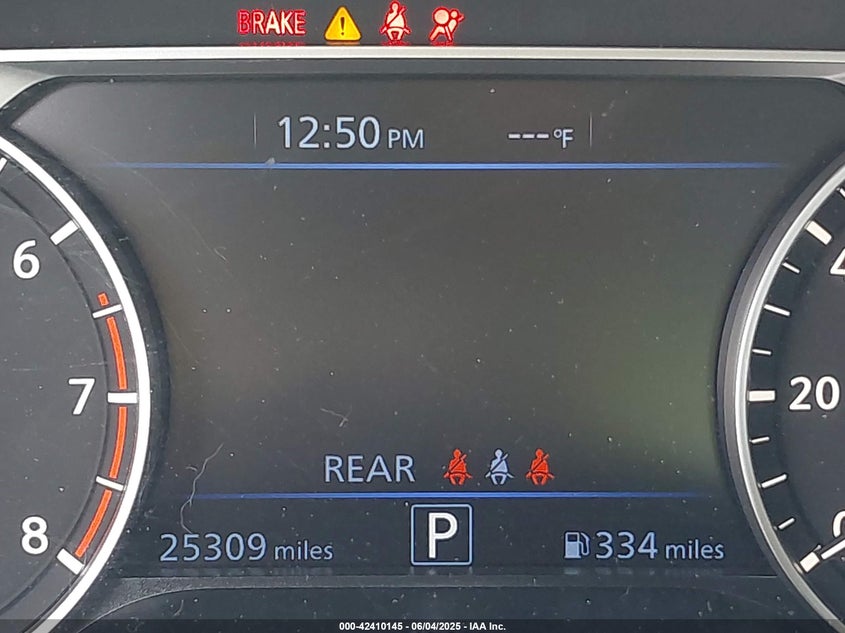 BRAKE
12:50 PM ---°F
6
7
8
20
REAR
25309 miles P 334 miles
000-42410145 - 06/04/2025 - IAA Inc.